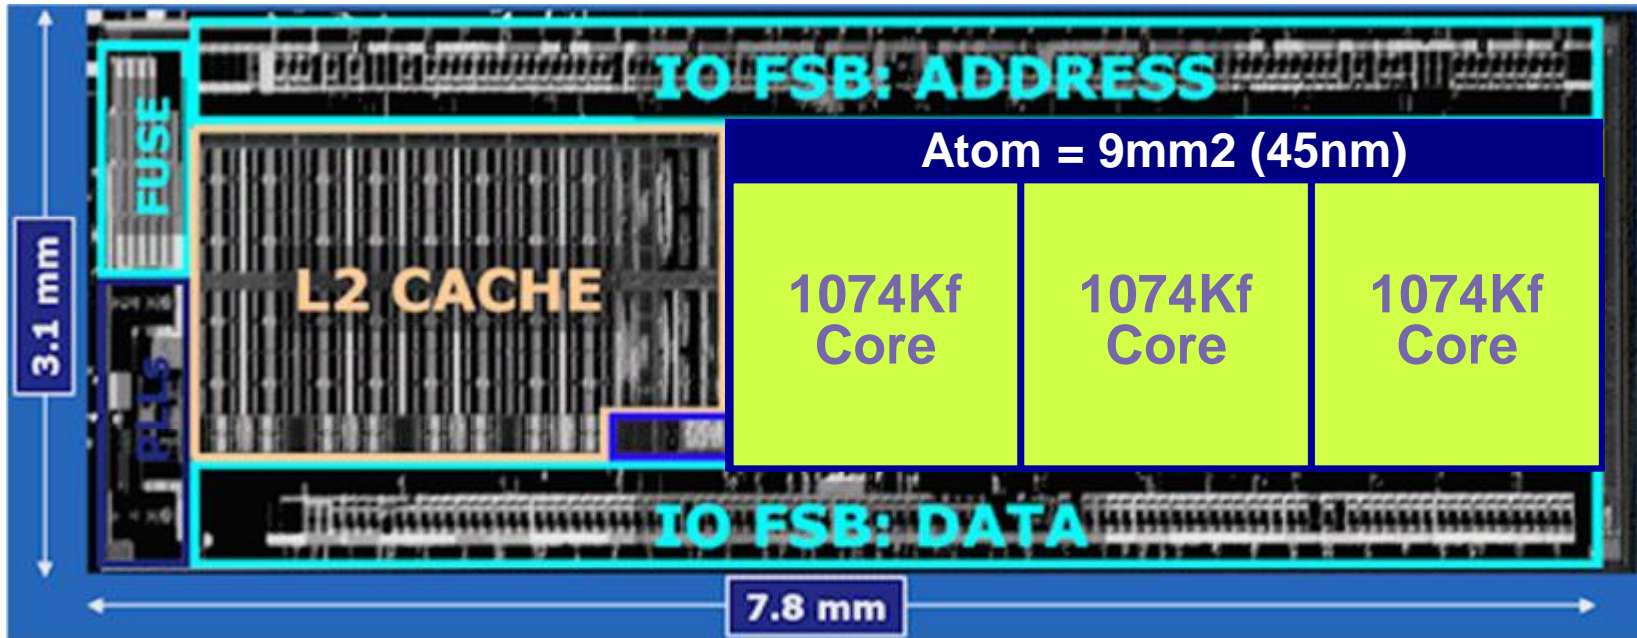 IO FSB: ADDRESS
FUSE
Atom = 9mm2 (45nm)
L2 CACHE
1074Kf
Core
1074Kf
Core
1074Kf
Core
3.1 mm
PLLs
IO FSB: DATA
7.8 mm